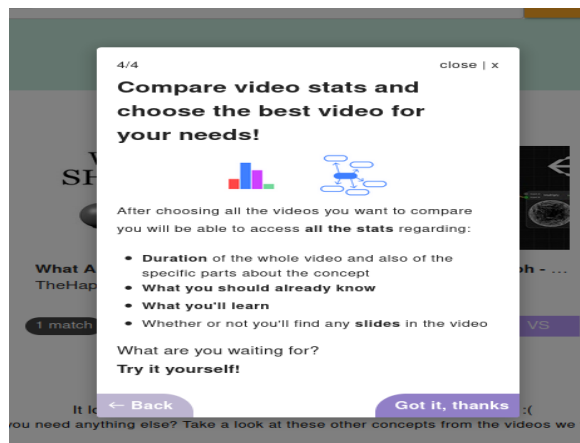 4/4 close | x
Compare video stats and
choose the best video for
your needs!
After choosing all the videos you want to compare
you will be able to access all the stats regarding:
Duration of the whole video and also of the
specific parts about the concept
What you should already know
What you'll learn
Whether or not you'll find any slides in the video
What are you waiting for?
Try it yourself!
← Back Got it, thanks
SH
What A
TheHap
1 match
ph - ...
VS
It lo :(
you need anything else? Take a look at these other concepts from the videos we